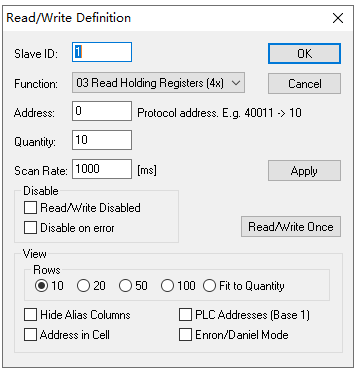 Read/Write Definition
Slave ID: 1 OK
Function: 03 Read Holding Registers (4x) Cancel
Address: 0 Protocol address. E.g. 40011 -> 10
Quantity: 10
Scan Rate: 1000 [ms] Apply
Disable
Read/Write Disabled
Disable on error
Read/Write Once
View
Rows
10 20 50 100 Fit to Quantity
Hide Alias Columns PLC Addresses (Base 1)
Address in Cell Enron/Daniel Mode